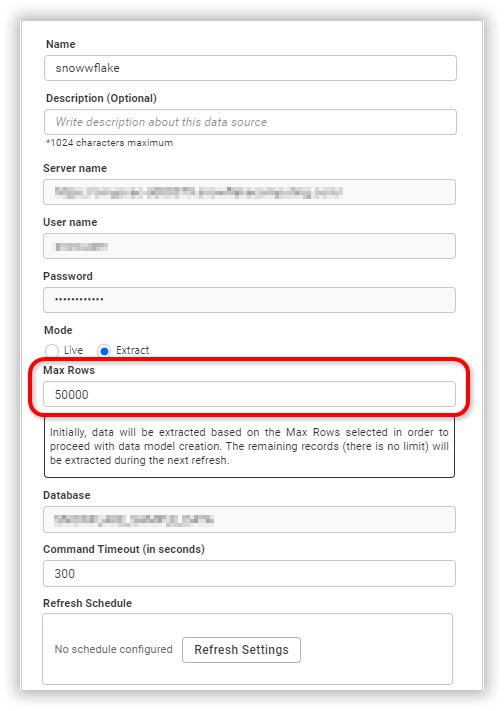 Name
snowwflake
Description (Optional)
Write description about this data source
*1024 characters maximum
Server name
User name
Password
••••••••••••
Mode
Live Extract
Max Rows
50000
Initially, data will be extracted based on the Max Rows selected in order to
proceed with data model creation. The remaining records (there is no limit) will
be extracted during the next refresh.
Database
Command Timeout (in seconds)
300
Refresh Schedule
No schedule configured Refresh Settings